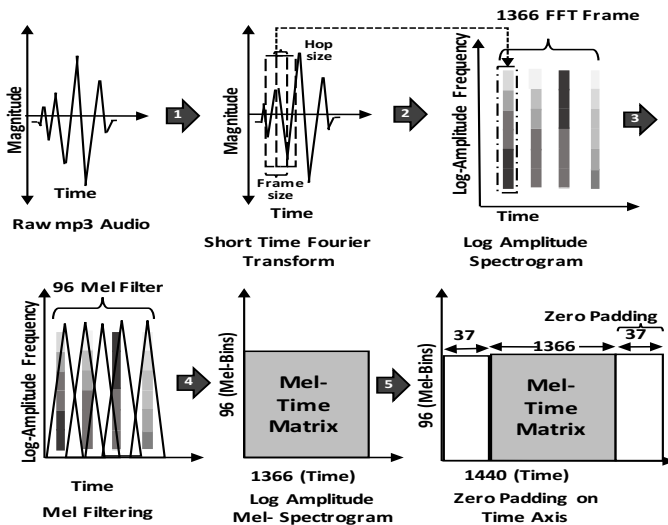 1366 FFT Frame
Hop
size
Magnitude
1
Magnitude
2
Log-Amplitude Frequency
3
Time
Frame
size
Time
Time
Raw mp3 Audio
Short Time Fourier
Transform
Log Amplitude
Spectrogram
96 Mel Filter
Zero Padding
37
1366
37
Log-Amplitude Frequency
4
96 (Mel-Bins)
Mel-
Time
Matrix
5
96 (Mel-Bins)
Mel-
Time
Matrix
Time
1366 (Time)
1440 (Time)
Mel Filtering
Log Amplitude
Mel- Spectrogram
Zero Padding on
Time Axis